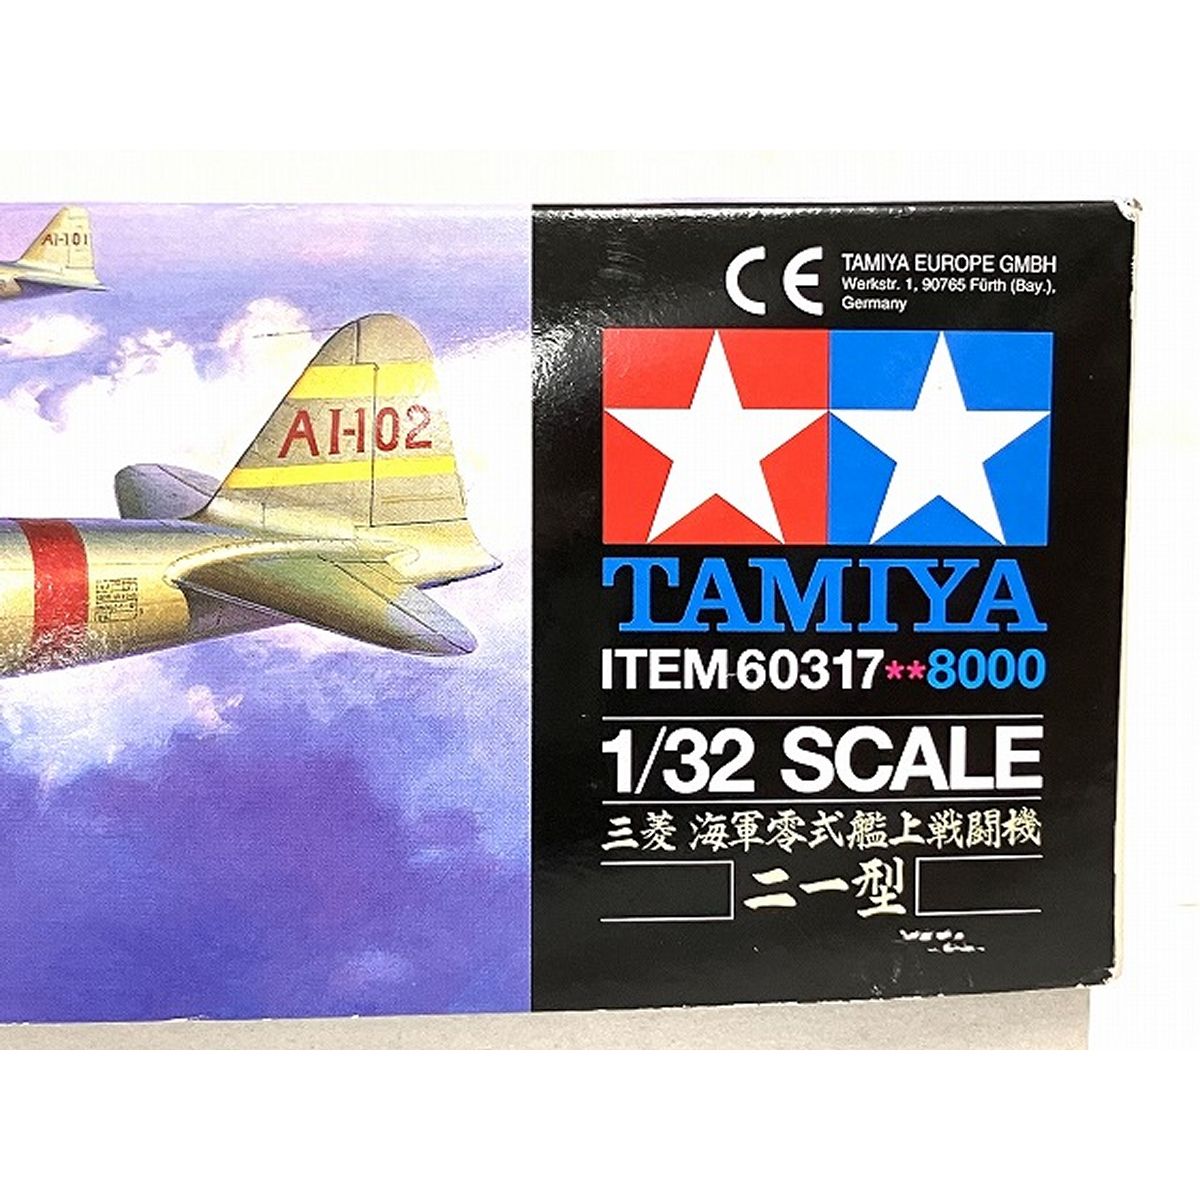 AI-101
AI-102
CE
TAMIYA EUROPE GMBH
Werkstr. 1, 90765 Fürth (Bay.),
Germany
TAMIYA
ITEM 60317**8000
1/32 SCALE
三菱 海軍零式艦上戦闘機
二一型